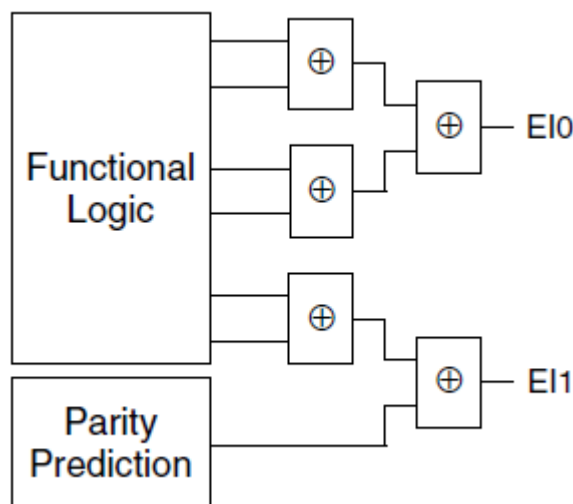 Functional
Logic
⊕
⊕
⊕
EI0
⊕
⊕
EI1
Parity
Prediction